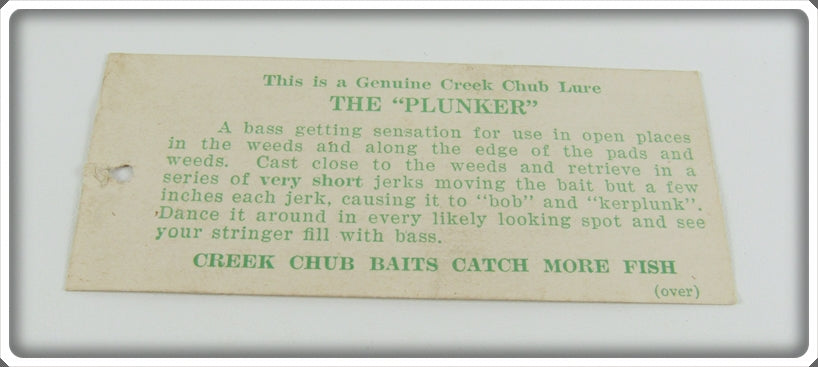 This is a Genuine Creek Chub Lure
THE "PLUNKER"
A bass getting sensation for use in open places
in the weeds and along the edge of the pads and
weeds. Cast close to the weeds and retrieve in a
series of very short jerks moving the bait but a few
inches each jerk, causing it to "bob" and "kerplunk".
Dance it around in every likely looking spot and see
your stringer fill with bass.
CREEK CHUB BAITS CATCH MORE FISH
(over)